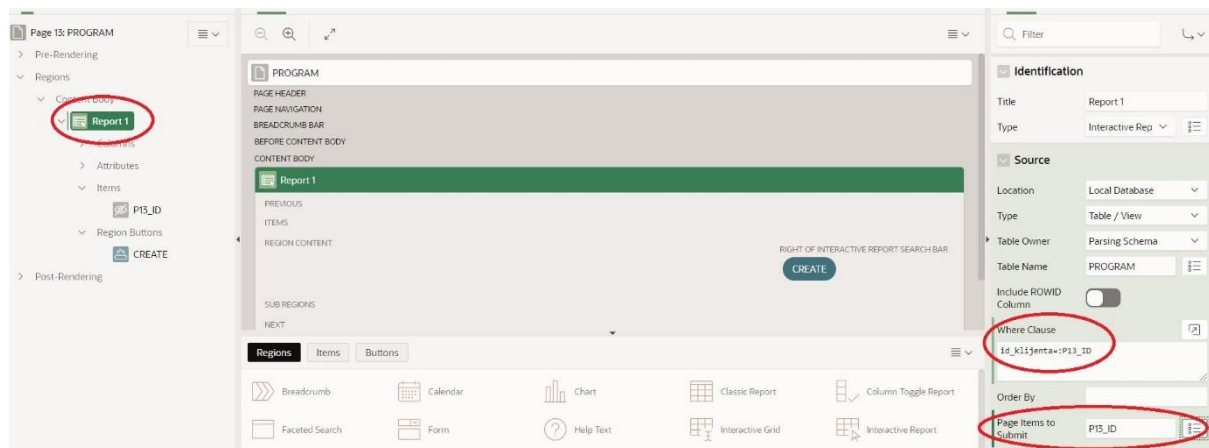 Page 13: PROGRAM
Pre-Rendering
Regions
Content Body
Report 1
Columns
Attributes
Items
P13_ID
Region Buttons
CREATE
Post-Rendering
PROGRAM
PAGE HEADER
PAGE NAVIGATION
BREADCRUMB BAR
BEFORE CONTENT BODY
CONTENT BODY
Report 1
PREVIOUS
ITEMS
REGION CONTENT
RIGHT OF INTERACTIVE REPORT SEARCH BAR
CREATE
SUB REGIONS
NEXT
Regions Items Buttons
Breadcrumb Calendar Chart Classic Report Column Toggle Report
Faceted Search Form Help Text Interactive Grid Interactive Report
Filter
Identification
Title Report 1
Type Interactive Rep
Source
Location Local Database
Type Table / View
Table Owner Parsing Schema
Table Name PROGRAM
Include ROWID
Column
Where Clause
id_klijenta=:P13_ID
Order By
Page Items to
Submit P13_ID